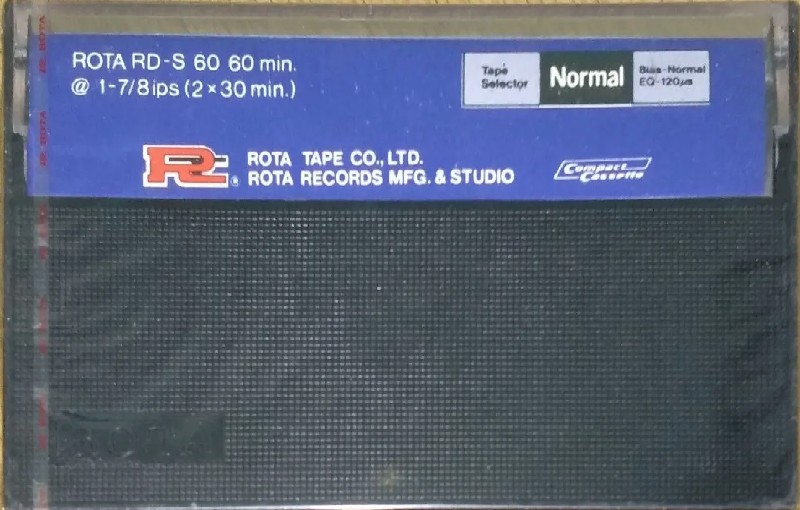 ROTA RD-S 60 60 min.
@ 1-7/8 ips (2 × 30 min.)
Tape
Selector
Normal
Bias-Normal
EQ-120µs
R
ROTA TAPE CO., LTD.
ROTA RECORDS MFG. & STUDIO
Compact
Cassette